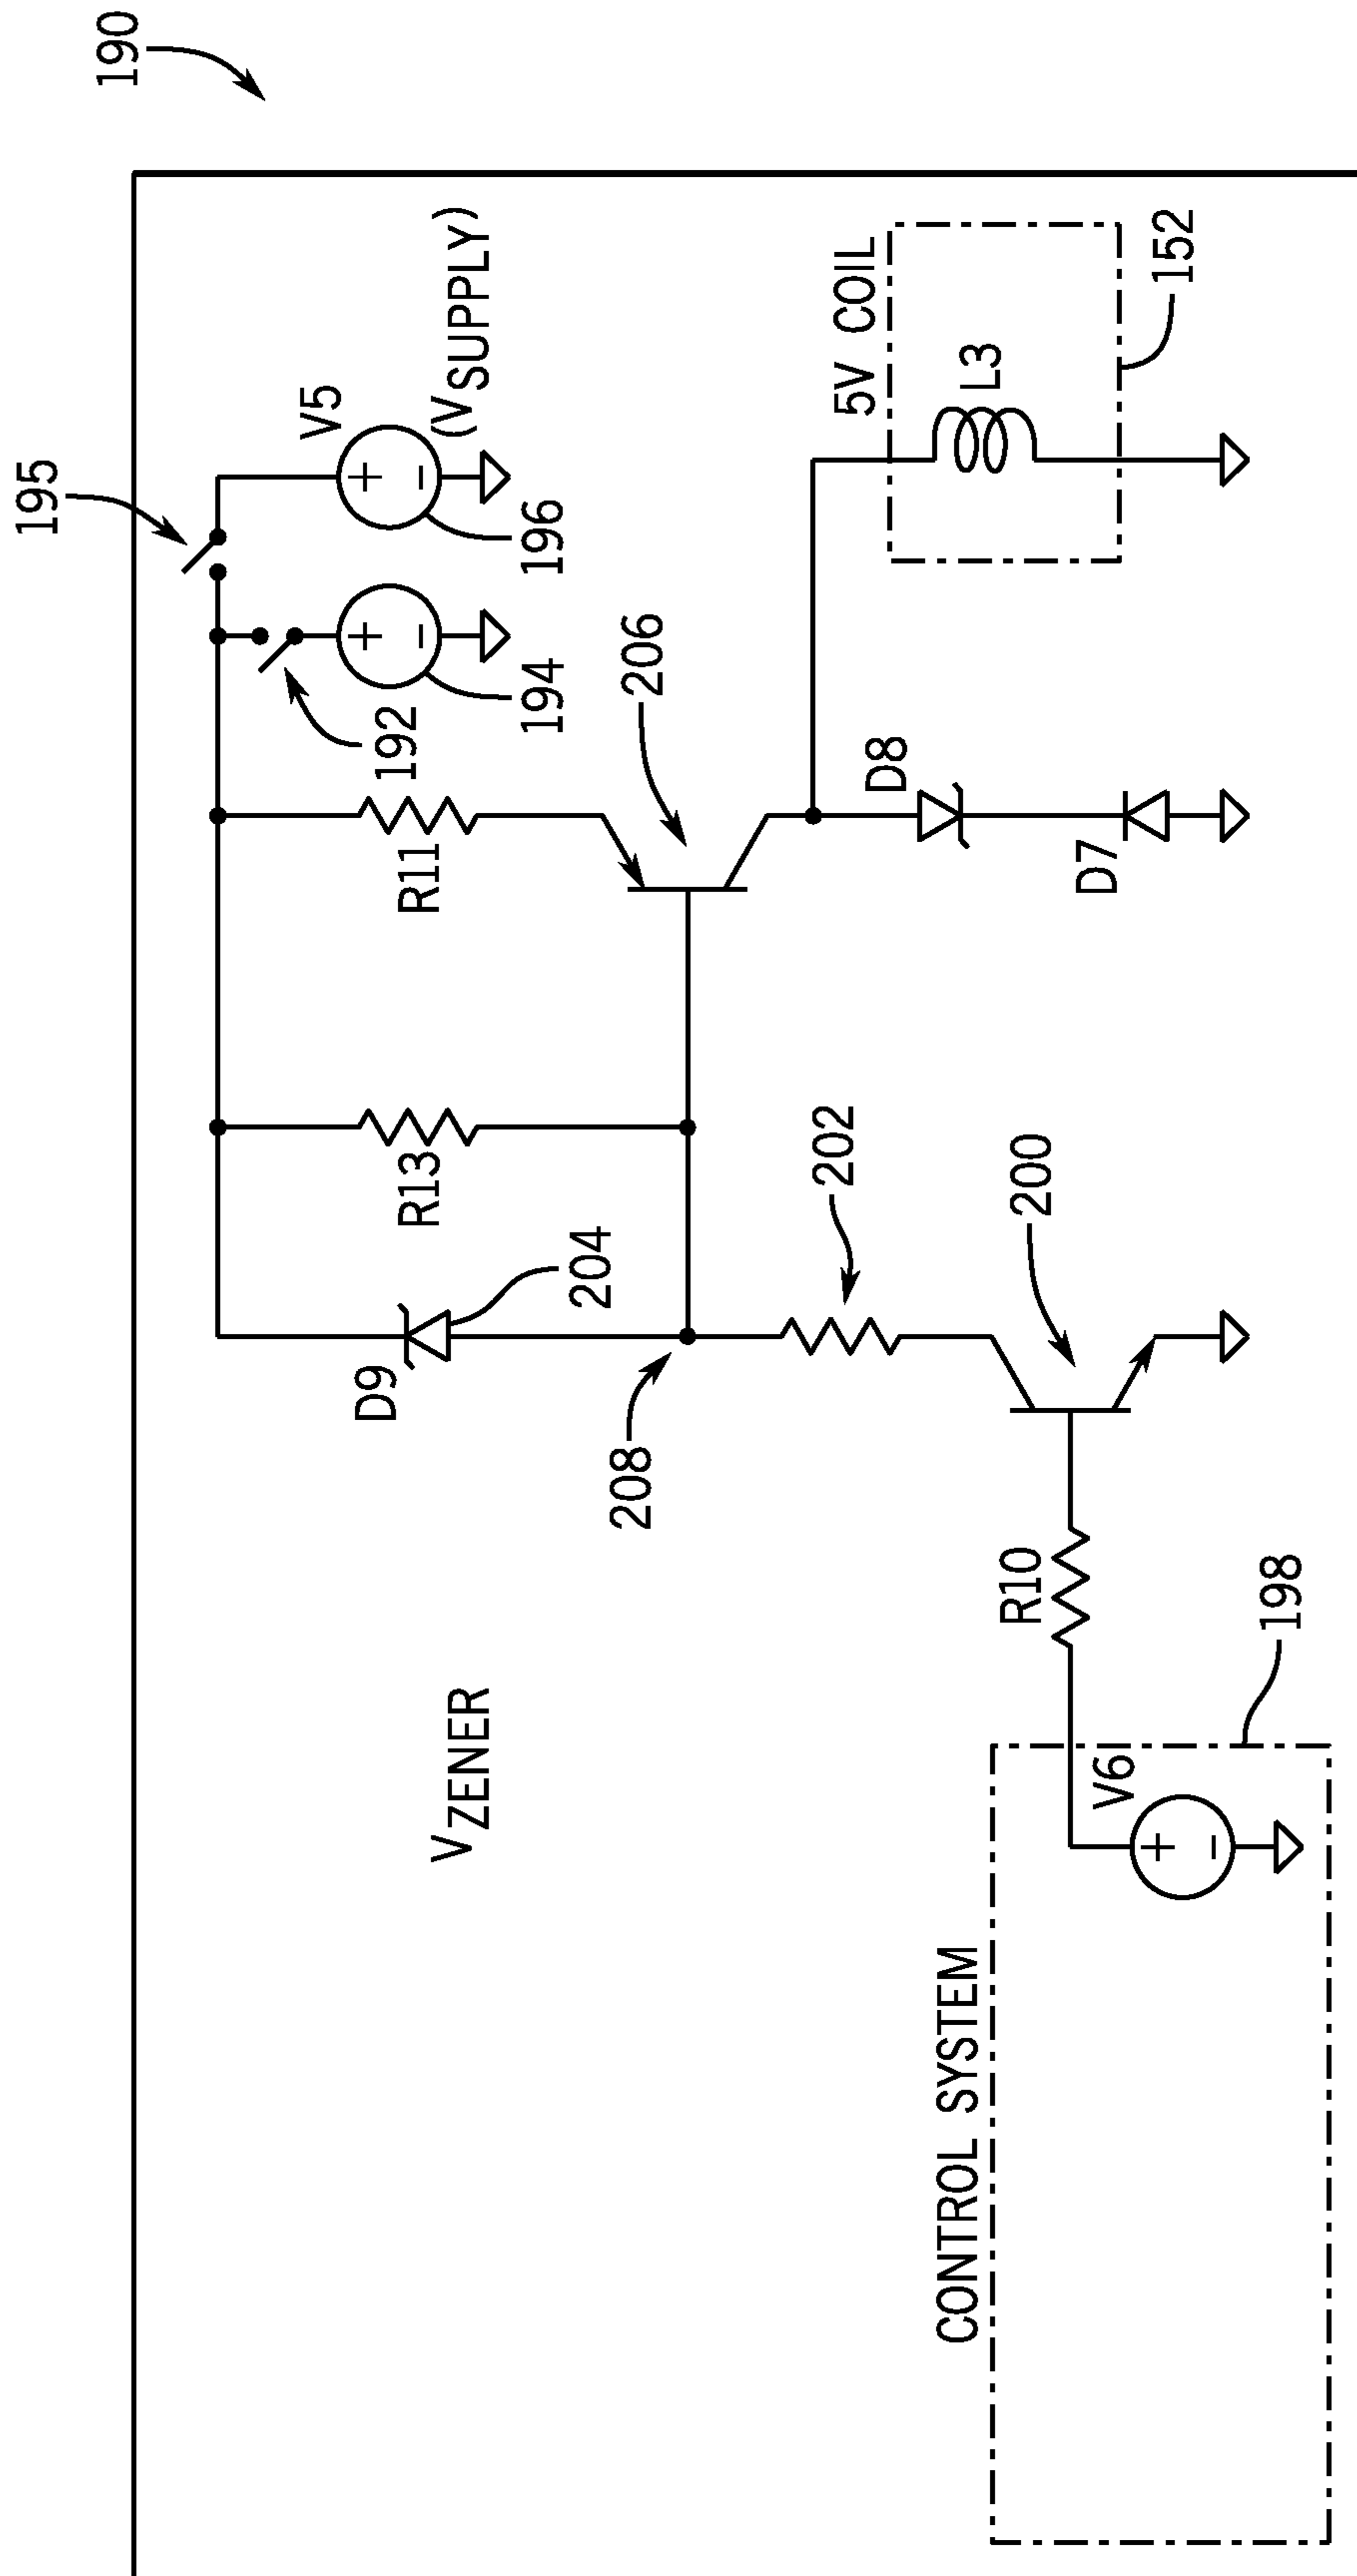 190
195
V5
(VSUPPLY)
196
192
194
R11
206
R13
D9
204
208
VZENER
5V COIL
L3
152
D8
D7
202
200
R10
CONTROL SYSTEM
V6
198